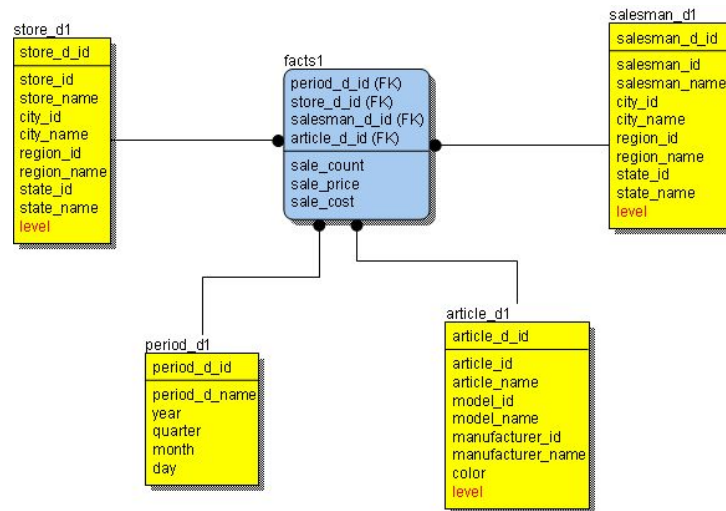 store_d1
store_d_id
store_id
store_name
city_id
city_name
region_id
region_name
state_id
state_name
level
facts1
period_d_id (FK)
store_d_id (FK)
salesman_d_id (FK)
article_d_id (FK)
sale_count
sale_price
sale_cost
salesman_d1
salesman_d_id
salesman_id
salesman_name
city_id
city_name
region_id
region_name
state_id
state_name
level
period_d1
period_d_id
period_d_name
year
quarter
month
day
article_d1
article_d_id
article_id
article_name
model_id
model_name
manufacturer_id
manufacturer_name
color
level